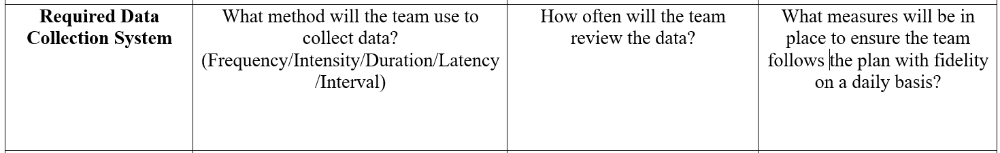 Required Data
Collection System
What method will the team use to
collect data?
(Frequency/Intensity/Duration/Latency
/Interval)
How often will the team
review the data?
What measures will be in
place to ensure the team
follows the plan with fidelity
on a daily basis?